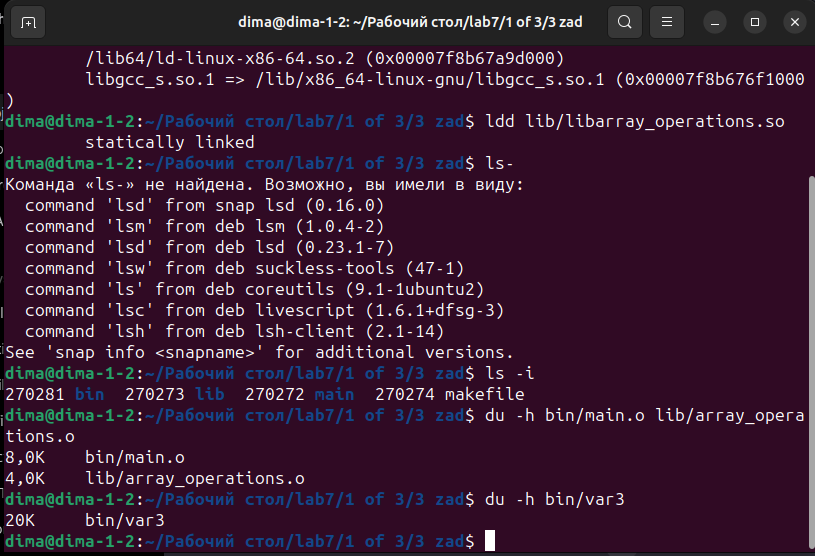 dima@dima-1-2: ~/Рабочий стол/lab7/1 of 3/3 zad
/lib64/ld-linux-x86-64.so.2 (0x00007f8b67a9d000)
libgcc_s.so.1 => /lib/x86_64-linux-gnu/libgcc_s.so.1 (0x00007f8b676f1000
)
dima@dima-1-2:~/Рабочий стол/lab7/1 of 3/3 zad$ ldd lib/libarray_operations.so
statically linked
dima@dima-1-2:~/Рабочий стол/lab7/1 of 3/3 zad$ ls-
Команда «ls-» не найдена. Возможно, вы имели в виду:
command 'lsd' from snap lsd (0.16.0)
command 'lsm' from deb lsm (1.0.4-2)
command 'lsd' from deb lsd (0.23.1-7)
command 'lsw' from deb suckless-tools (47-1)
command 'ls' from deb coreutils (9.1-1ubuntu2)
command 'lsc' from deb livescript (1.6.1+dfsg-3)
command 'lsh' from deb lsh-client (2.1-14)
See 'snap info <snapname>' for additional versions.
dima@dima-1-2:~/Рабочий стол/lab7/1 of 3/3 zad$ ls -i
270281 bin  270273 lib  270272 main  270274 makefile
dima@dima-1-2:~/Рабочий стол/lab7/1 of 3/3 zad$ du -h bin/main.o lib/array_opera
tions.o
8,0K    bin/main.o
4,0K    lib/array_operations.o
dima@dima-1-2:~/Рабочий стол/lab7/1 of 3/3 zad$ du -h bin/var3
20K     bin/var3
dima@dima-1-2:~/Рабочий стол/lab7/1 of 3/3 zad$